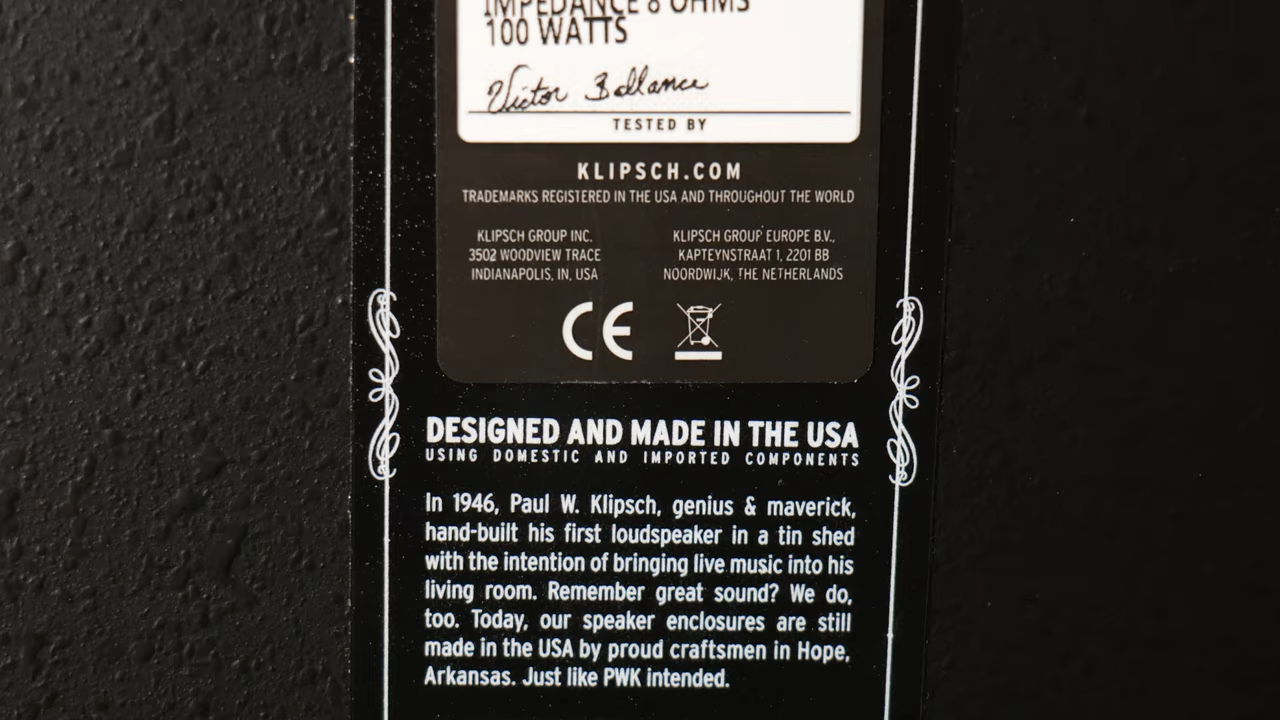 IMPEDANCE 8 OHMS
100 WATTS
Victor Ballance
TESTED BY
KLIPSCH.COM
TRADEMARKS REGISTERED IN THE USA AND THROUGHOUT THE WORLD
KLIPSCH GROUP INC.
3502 WOODVIEW TRACE
INDIANAPOLIS, IN, USA
KLIPSCH GROUP EUROPE B.V.,
KAPTEYNSTRAAT 1, 2201 BB
NOORDWIJK, THE NETHERLANDS
CE
DESIGNED AND MADE IN THE USA
USING DOMESTIC AND IMPORTED COMPONENTS
In 1946, Paul W. Klipsch, genius & maverick,
hand-built his first loudspeaker in a tin shed
with the intention of bringing live music into his
living room. Remember great sound? We do,
too. Today, our speaker enclosures are still
made in the USA by proud craftsmen in Hope,
Arkansas. Just like PWK intended.